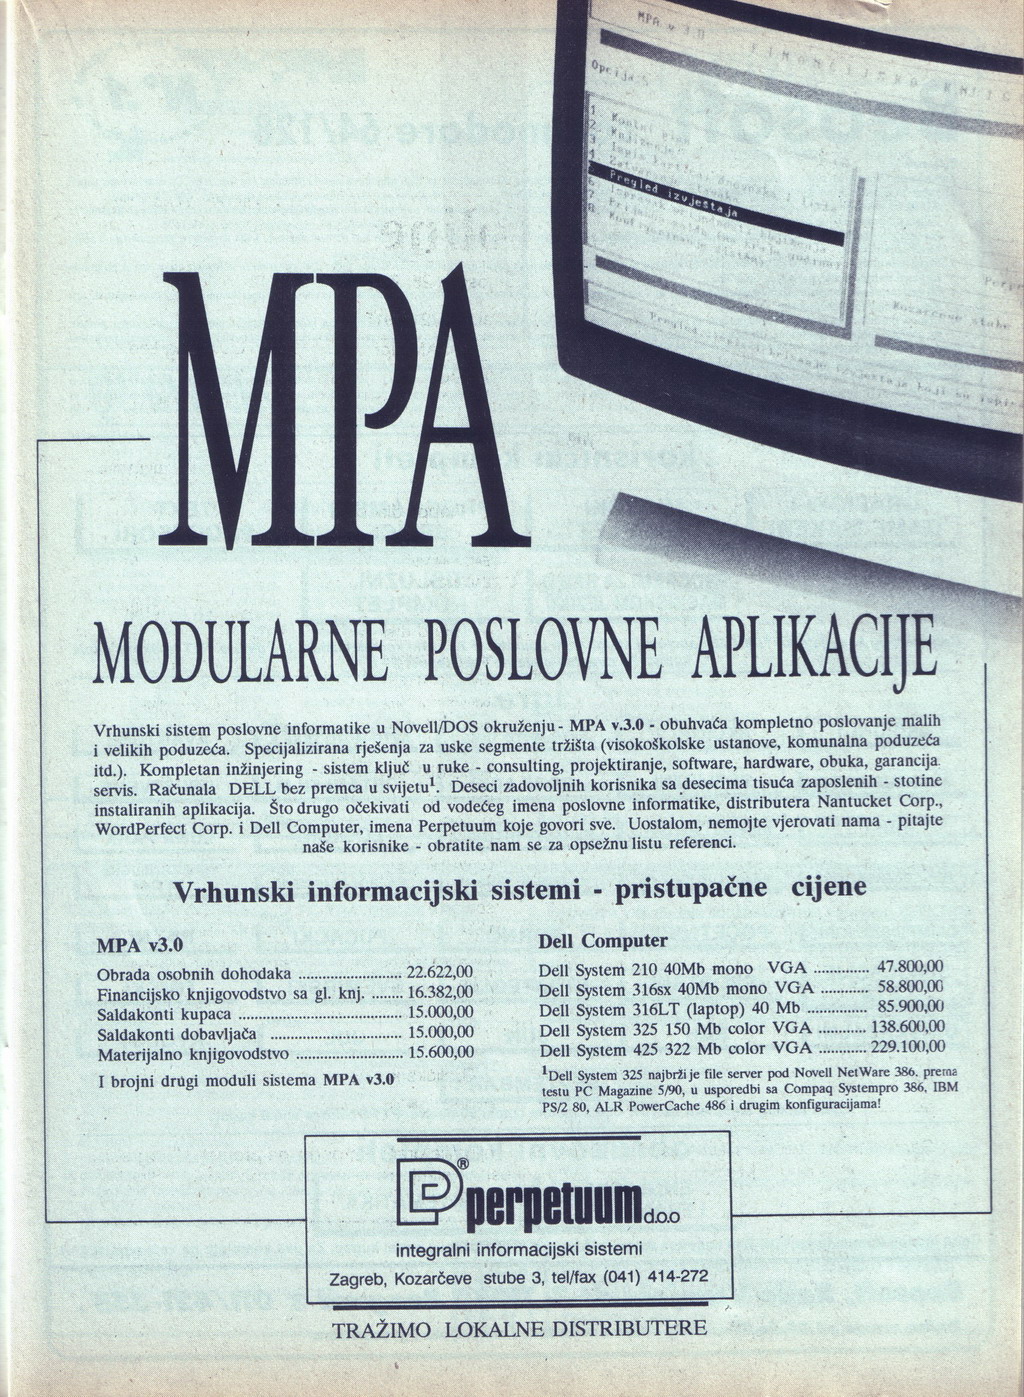 MPA v 3.0
Opcija
1. Kontni plan
2. Knjiženje
5. Pregled izvještaja
MPA
MODULARNE POSLOVNE APLIKACIJE
Vrhunski sistem poslovne informatike u Novell/DOS okruženju - MPA v.3.0 - obuhvaća kompletno poslovanje malih
i velikih poduzeća. Specijalizirana rješenja za uske segmente tržišta (visokoškolske ustanove, komunalna poduzeća
itd.). Kompletan inžinjering - sistem ključ u ruke - consulting, projektiranje, software, hardware, obuka, garancija
servis. Računala DELL bez premca u svijetu¹. Deseci zadovoljnih korisnika sa desecima tisuća zaposlenih - stotine
instaliranih aplikacija. Što drugo očekivati od vodećeg imena poslovne informatike, distributera Nantucket Corp.,
WordPerfect Corp. i Dell Computer, imena Perpetuum koje govori sve. Uostalom, nemojte vjerovati nama - pitajte
naše korisnike - obratite nam se za opsežnu listu referenci.
Vrhunski informacijski sistemi - pristupačne cijene
MPA v3.0
Obrada osobnih dohodaka .......................... 22.622,00
Financijsko knjigovodstvo sa gl. knj. ........ 16.382,00
Saldakonti kupaca ......................................... 15.000,00
Saldakonti dobavljača ................................. 15.000,00
Materijalno knjigovodstvo ........................... 15.600,00
I brojni drugi moduli sistema MPA v3.0
Dell Computer
Dell System 210 40Mb mono VGA .............. 47.800,00
Dell System 316sx 40Mb mono VGA ............ 58.800,00
Dell System 316LT (laptop) 40 Mb ............... 85.900,00
Dell System 325 150 Mb color VGA ............ 138.600,00
Dell System 425 322 Mb color VGA ............ 229.100,00
¹Dell System 325 najbrži je file server pod Novell NetWare 386, prema
testu PC Magazine 5/90, u usporedbi sa Compaq Systempro 386, IBM
PS/2 80, ALR PowerCache 486 i drugim konfiguracijama!
®
perpetuum d.o.o
integralni informacijski sistemi
Zagreb, Kozarčeve stube 3, tel/fax (041) 414-272
TRAŽIMO LOKALNE DISTRIBUTERE